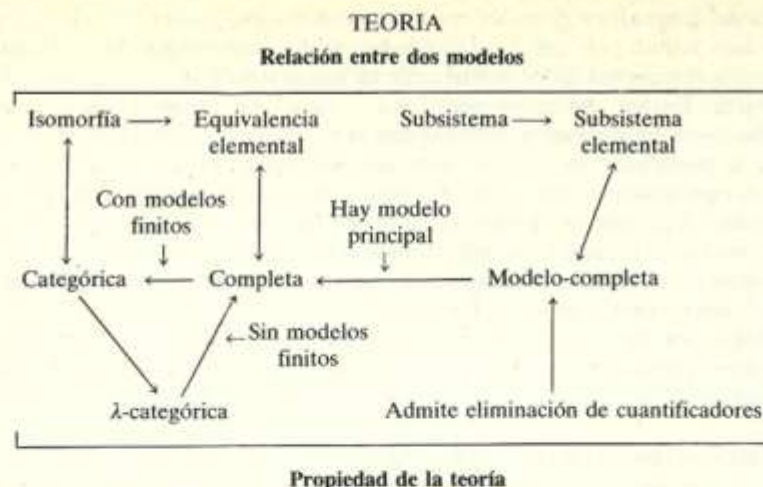 TEORIA
Relación entre dos modelos
Isomorfía
Equivalencia
elemental
Subsistema
Subsistema
elemental
Con modelos
finitos
Hay modelo
principal
Categórica
Completa
Modelo-completa
Sin modelos
finitos
λ-categórica
Admite eliminación de cuantificadores
Propiedad de la teoría